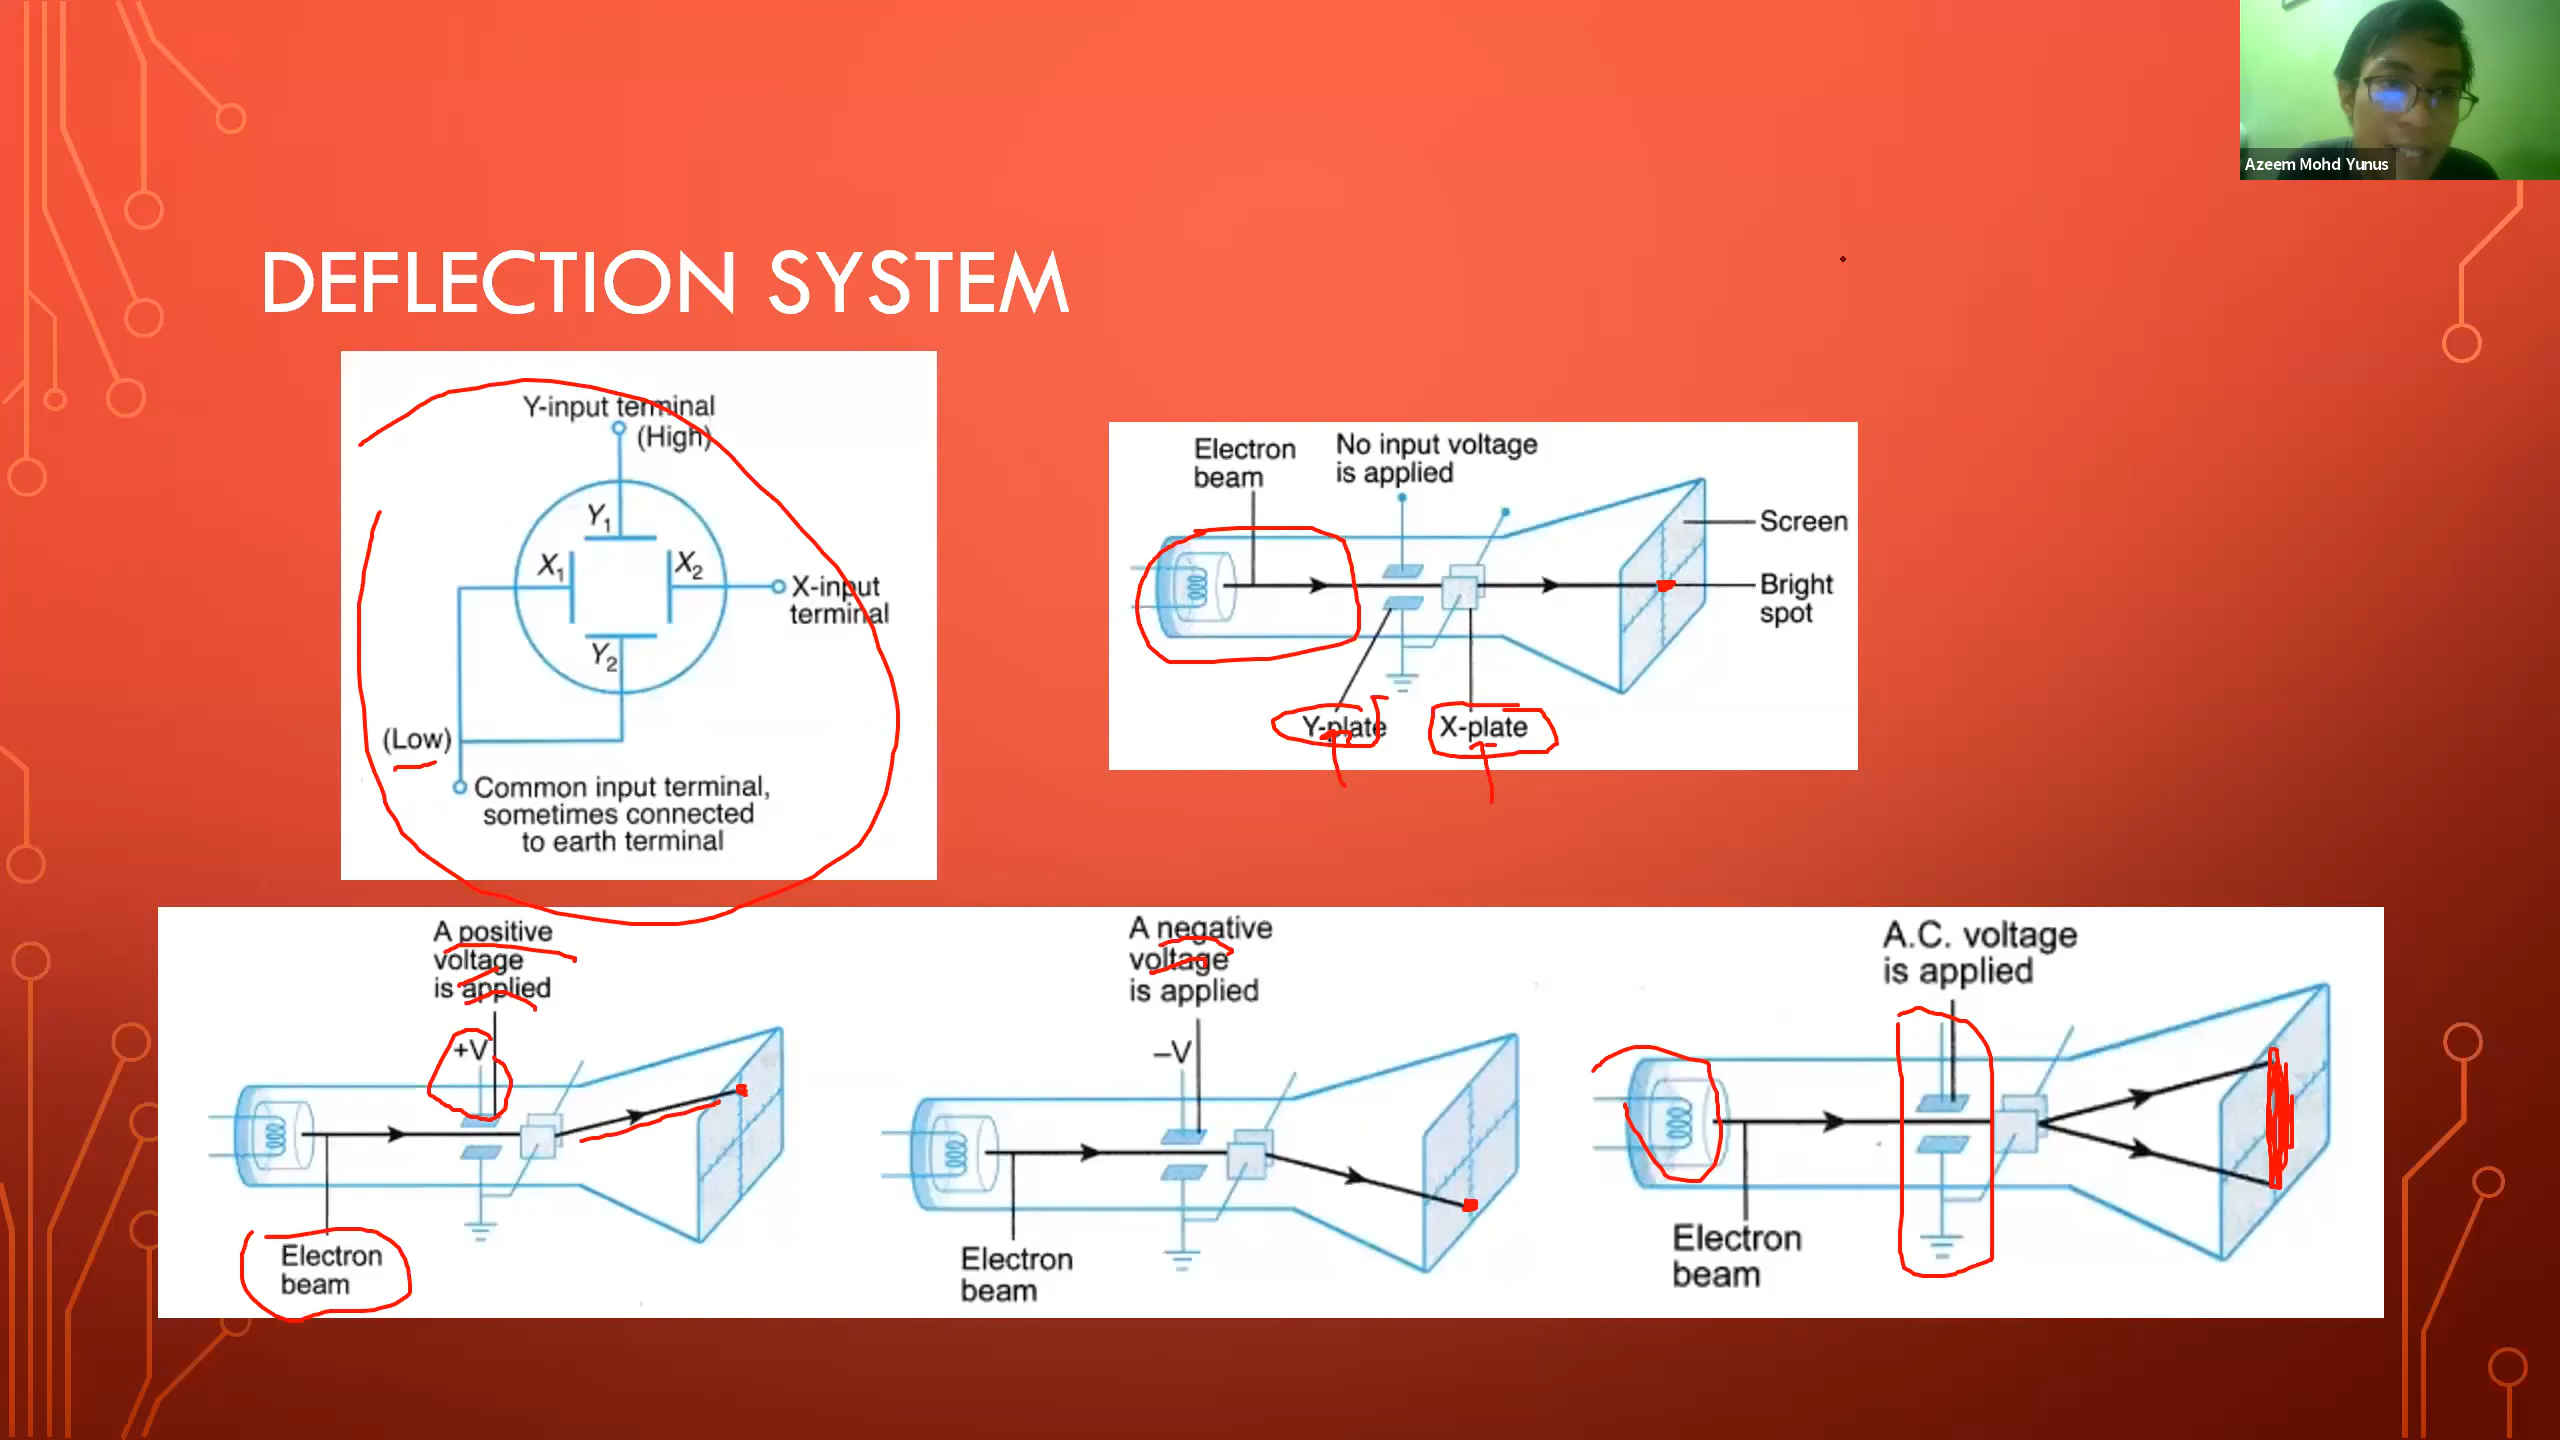 Azeem Mohd Yunus
DEFLECTION SYSTEM
Y-input terminal
(High)
Y1
X1
X2
X-input
terminal
Y2
(Low)
Common input terminal,
sometimes connected
to earth terminal
Electron
beam
No input voltage
is applied
Screen
Bright
spot
Y-plate
X-plate
A positive
voltage
is applied
+V
Electron
beam
A negative
voltage
is applied
–V
Electron
beam
A.C. voltage
is applied
Electron
beam